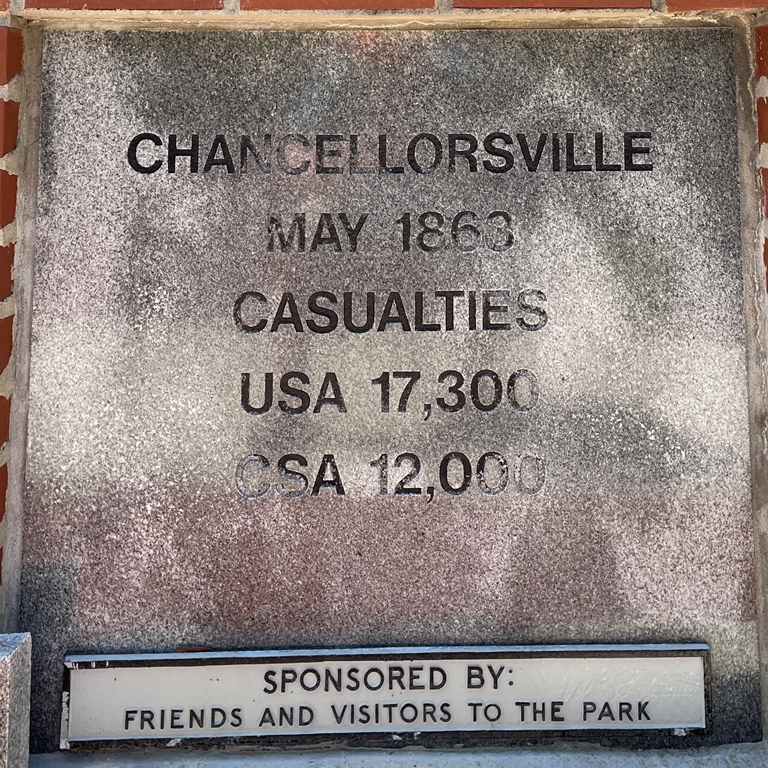 CHANCELLORSVILLE
MAY 1863
CASUALTIES
USA 17,300
CSA 12,000
SPONSORED BY:
FRIENDS AND VISITORS TO THE PARK